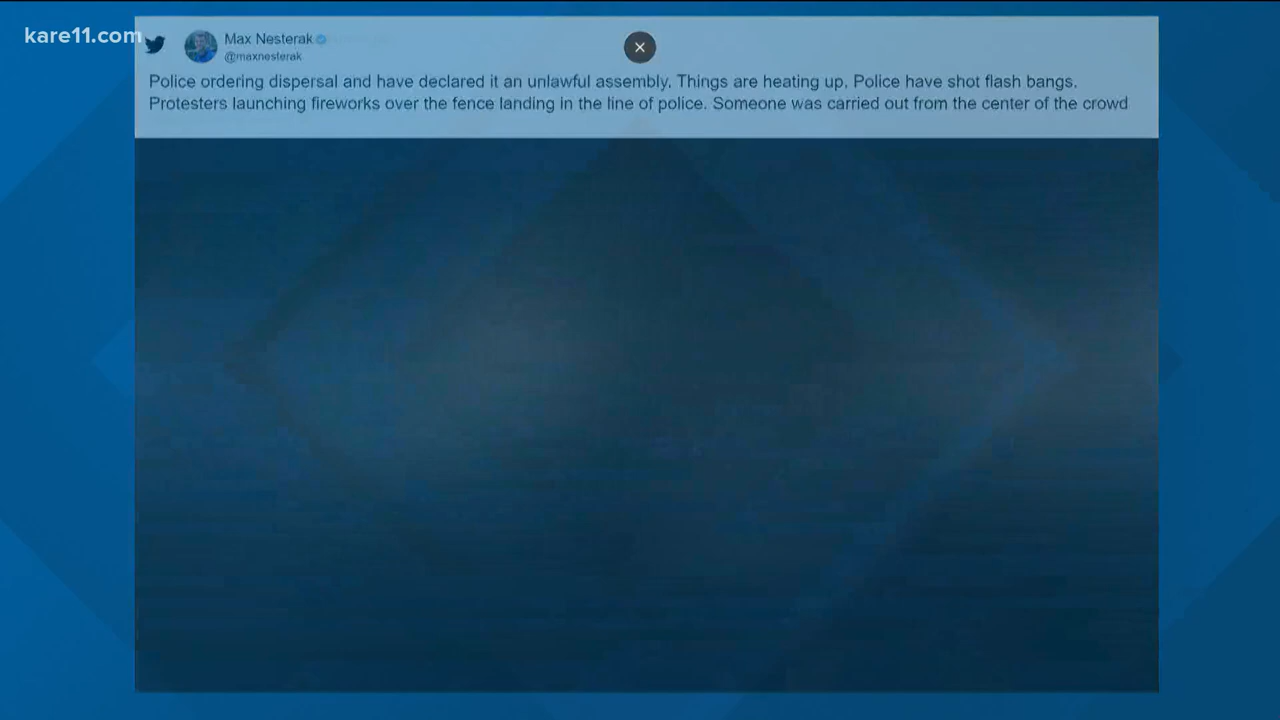 kare11.com
Max Nesterak
@maxnesterak
Police ordering dispersal and have declared it an unlawful assembly. Things are heating up. Police have shot flash bangs.
Protesters launching fireworks over the fence landing in the line of police. Someone was carried out from the center of the crowd